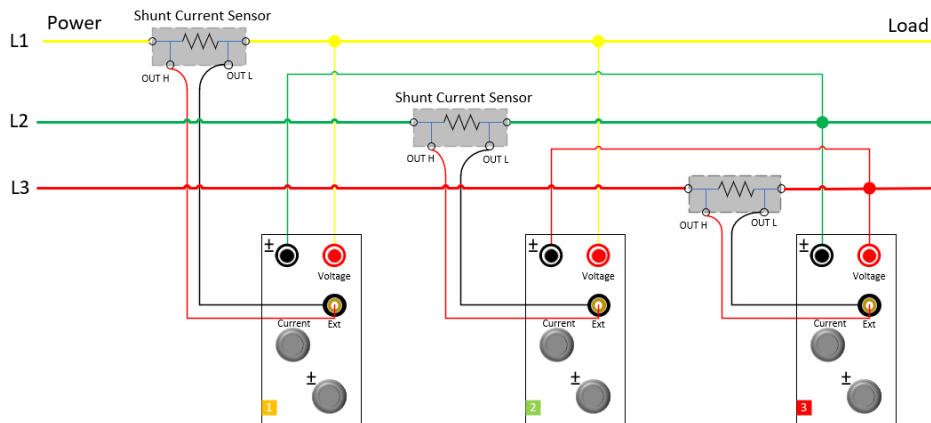 Power
Shunt Current Sensor
Load
L1
OUT H
OUT L
Shunt Current Sensor
L2
OUT H
OUT L
L3
OUT H
OUT L
±
Voltage
Ext
Current
±
1
±
Voltage
Ext
Current
±
2
±
Voltage
Ext
Current
±
3